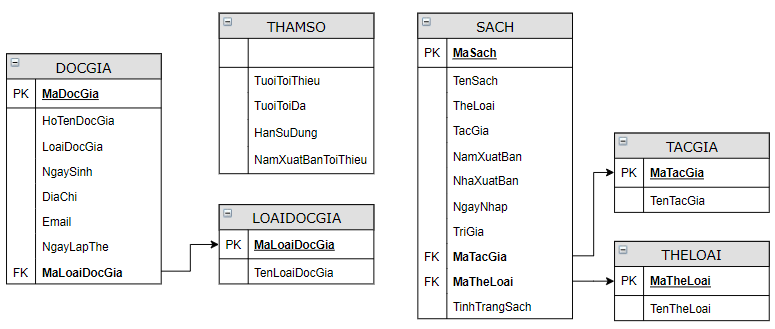 DOCGIA
PK MaDocGia
HoTenDocGia
LoaiDocGia
NgaySinh
DiaChi
Email
NgayLapThe
FK MaLoaiDocGia
THAMSO
TuoiToiThieu
TuoiToiDa
HanSuDung
NamXuatBanToiThieu
LOAIDOCGIA
PK MaLoaiDocGia
TenLoaiDocGia
SACH
PK MaSach
TenSach
TheLoai
TacGia
NamXuatBan
NhaXuatBan
NgayNhap
TriGia
FK MaTacGia
FK MaTheLoai
TinhTrangSach
TACGIA
PK MaTacGia
TenTacGia
THELOAI
PK MaTheLoai
TenTheLoai